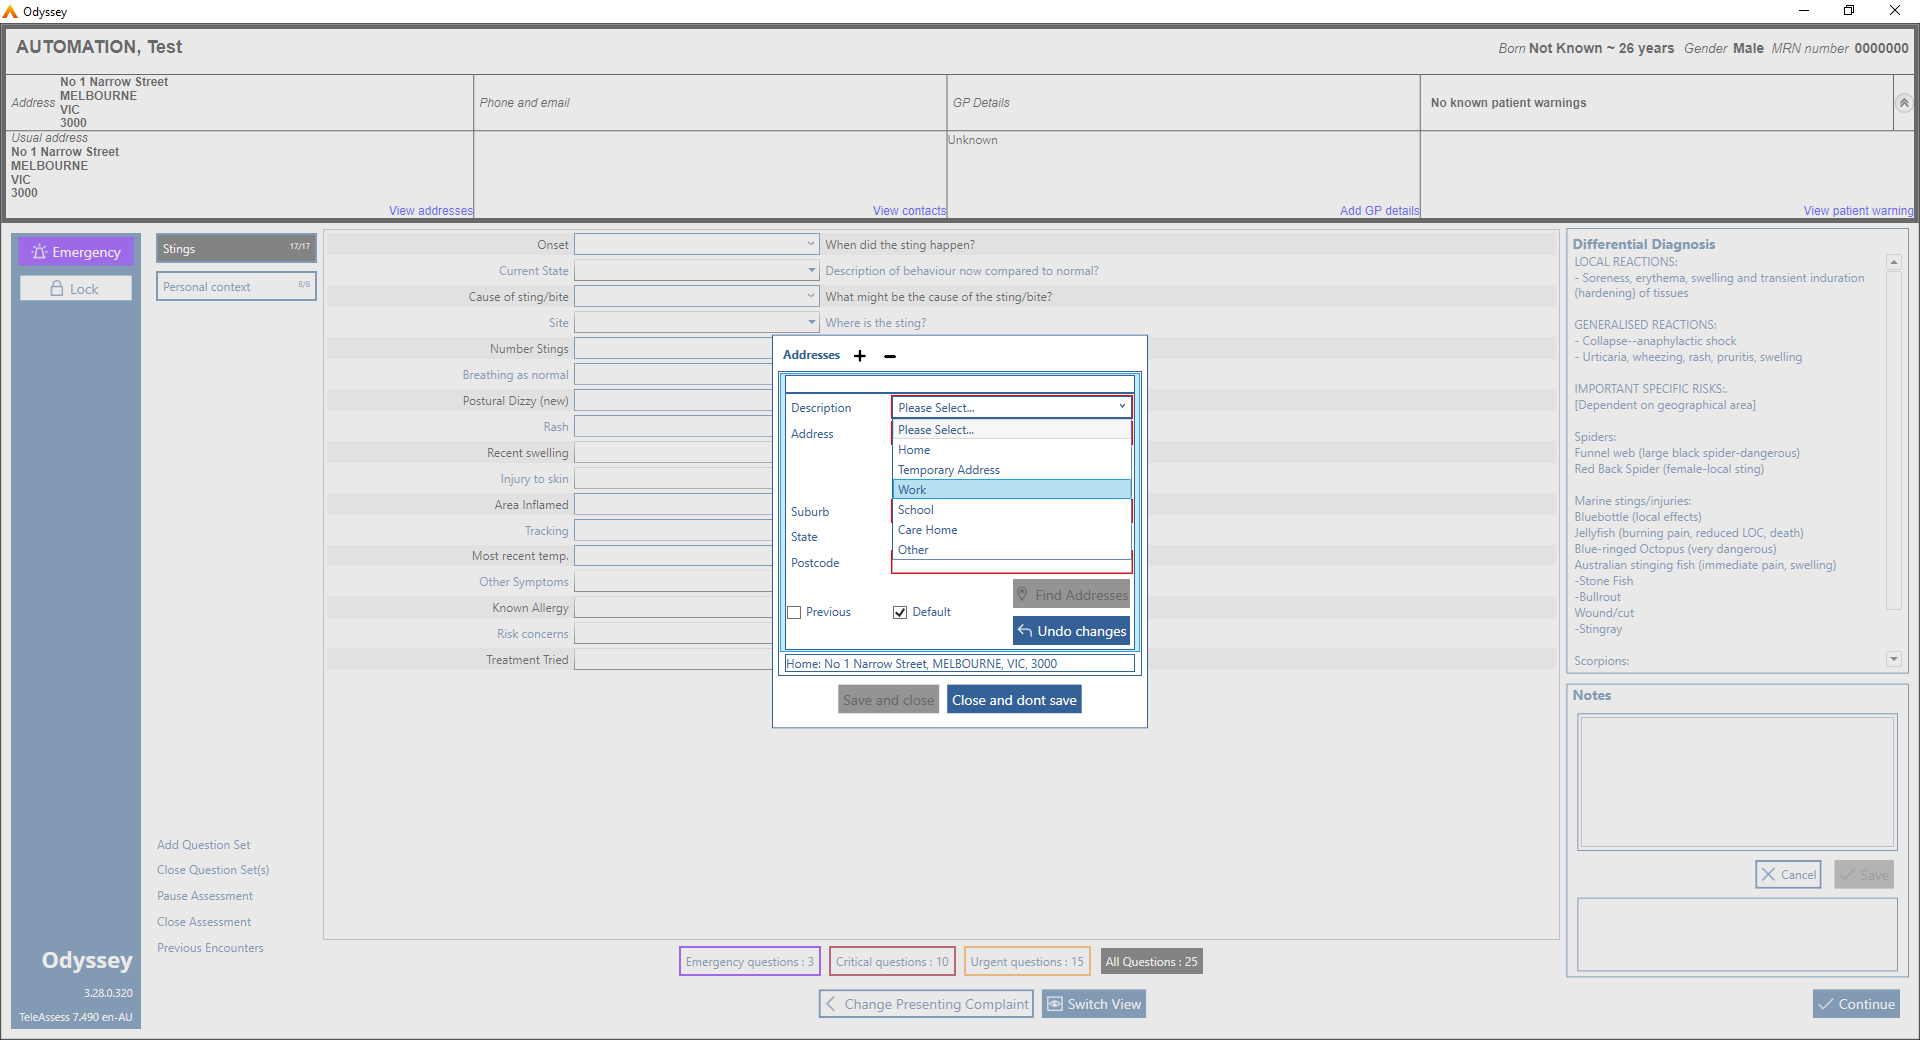 Odyssey
AUTOMATION, Test
Born Not Known ~ 26 years Gender Male MRN number 0000000
Address
No 1 Narrow Street
MELBOURNE
VIC
3000
Phone and email
GP Details
No known patient warnings
Usual address
No 1 Narrow Street
MELBOURNE
VIC
3000
Unknown
View addresses
View contacts
Add GP details
View patient warning
Emergency
Lock
Stings 17/17
Personal context 8/8
Onset When did the sting happen?
Current State Description of behaviour now compared to normal?
Cause of sting/bite What might be the cause of the sting/bite?
Site Where is the sting?
Number Stings
Breathing as normal
Postural Dizzy (new)
Rash
Recent swelling
Injury to skin
Area Inflamed
Tracking
Most recent temp.
Other Symptoms
Known Allergy
Risk concerns
Treatment Tried
Addresses
Description Please Select...
Address
Please Select...
Home
Temporary Address
Work
School
Care Home
Other
Suburb
State
Postcode
Find Addresses
Previous
Default
Undo changes
Home: No 1 Narrow Street, MELBOURNE, VIC, 3000
Save and close
Close and dont save
Differential Diagnosis
LOCAL REACTIONS:
- Soreness, erythema, swelling and transient induration
(hardening) of tissues
GENERALISED REACTIONS:
- Collapse--anaphylactic shock
- Urticaria, wheezing, rash, pruritis, swelling
IMPORTANT SPECIFIC RISKS:.
[Dependent on geographical area]
Spiders:
Funnel web (large black spider-dangerous)
Red Back Spider (female-local sting)
Marine stings/injuries:
Bluebottle (local effects)
Jellyfish (burning pain, reduced LOC, death)
Blue-ringed Octopus (very dangerous)
Australian stinging fish (immediate pain, swelling)
-Stone Fish
-Bullrout
Wound/cut
-Stingray
Scorpions:
Notes
Cancel
Save
Add Question Set
Close Question Set(s)
Pause Assessment
Close Assessment
Previous Encounters
Odyssey
3.28.0.320
TeleAssess 7.490 en-AU
Emergency questions : 3
Critical questions : 10
Urgent questions : 15
All Questions : 25
Change Presenting Complaint
Switch View
Continue